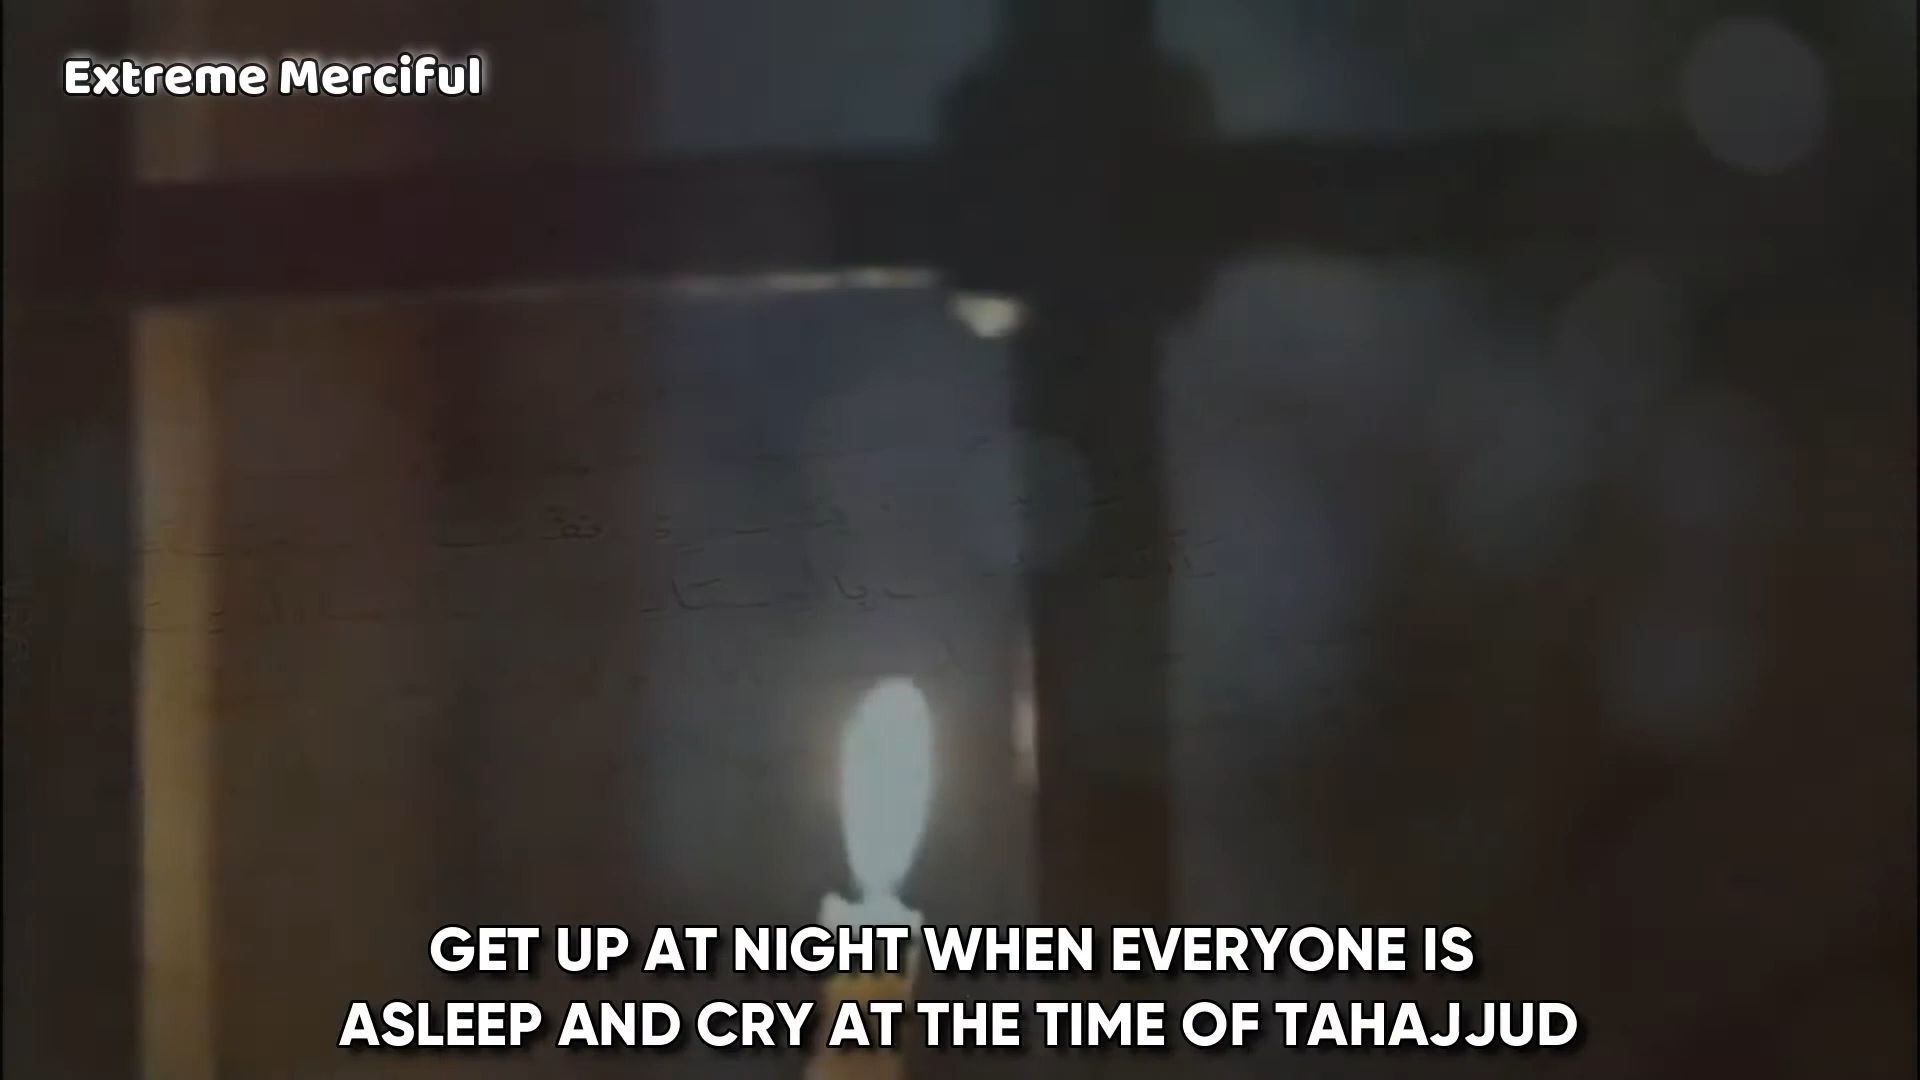 Extreme Merciful
GET UP AT NIGHT WHEN EVERYONE IS
ASLEEP AND CRY AT THE TIME OF TAHAJJUD